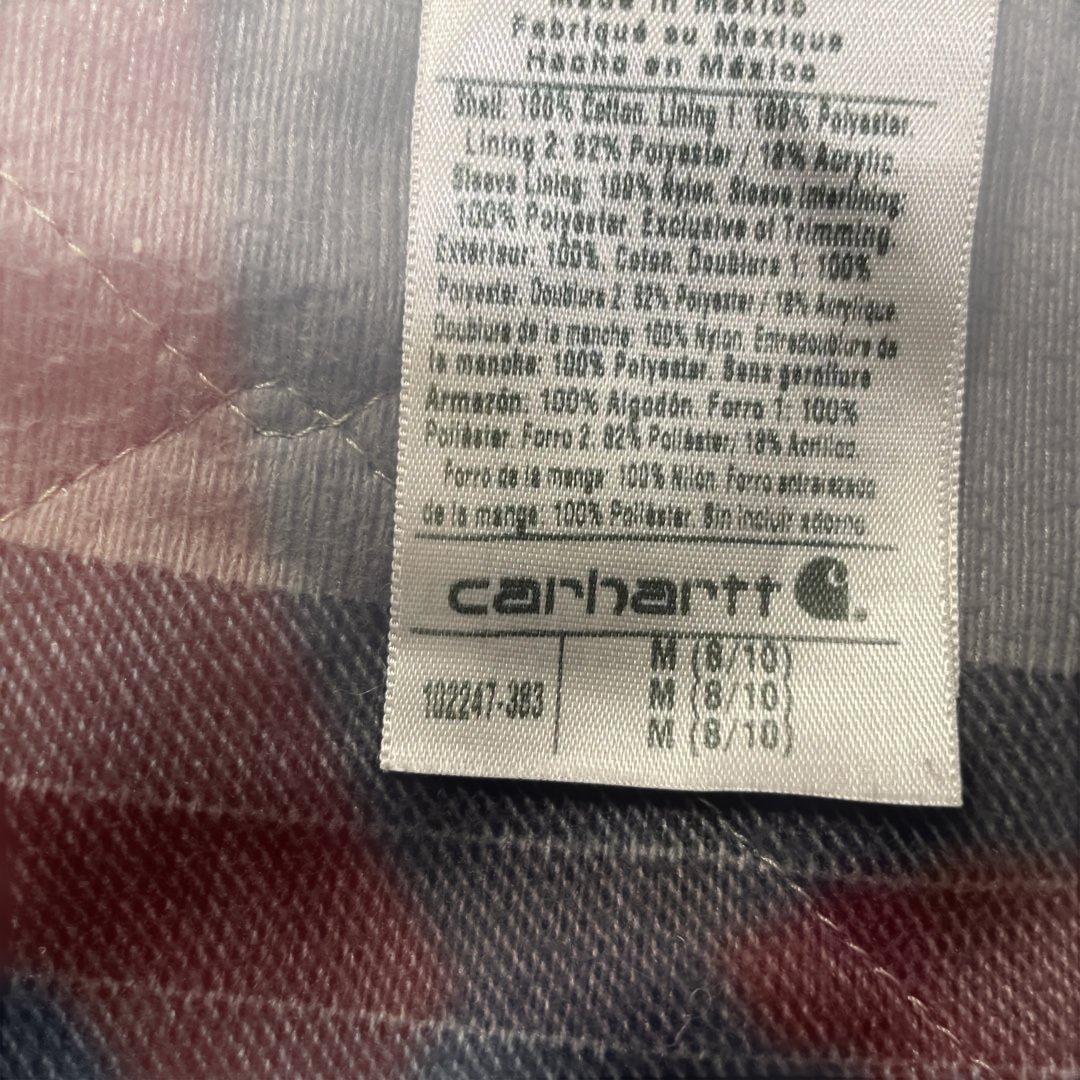 Made in Mexico
Fabriqué au Mexique
Hecho en México
Shell: 100% Cotton. Lining 1: 100% Polyester.
Lining 2: 82% Polyester / 18% Acrylic
Sleeve Lining: 100% Nylon. Sleeve Interlining
100% Polyester. Exclusive of Trimming
Extérieur: 100% Coton. Doublure 1: 100%
Polyester. Doublure 2: 82% Polyester / 18% Acrylique
Doublure de la manche: 100% Nylon. Entredoublure de
la manche: 100% Polyester. Sans garniture
Armazón: 100% Algodón. Forro 1: 100%
Poliéster. Forro 2: 82% Poliéster/ 18% Acrílico
Forro de la manga: 100% Nilón. Forro
de la manga: 100% Poliéster. Sin incluir adorno
carhartt
102247-383
M (8/10)
M (8/10)
M (8/10)